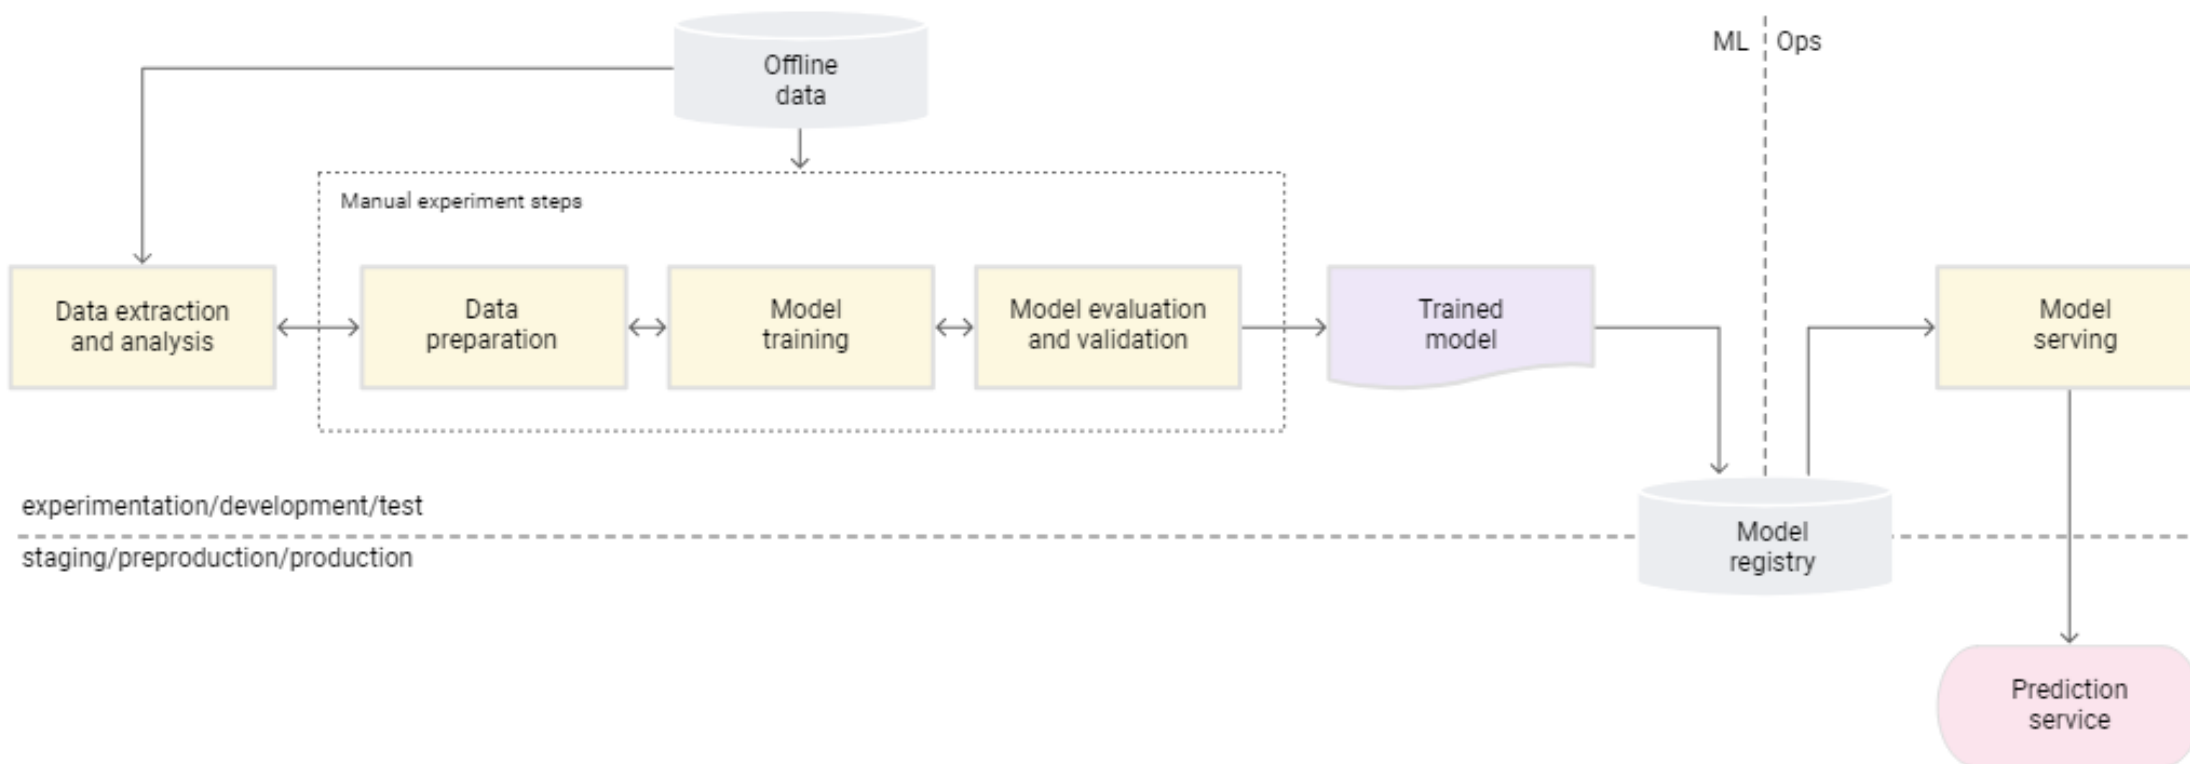 Offline
data
ML
Ops
Manual experiment steps
Data extraction
and analysis
Data
preparation
Model
training
Model evaluation
and validation
Trained
model
Model
serving
experimentation/development/test
staging/preproduction/production
Model
registry
Prediction
service